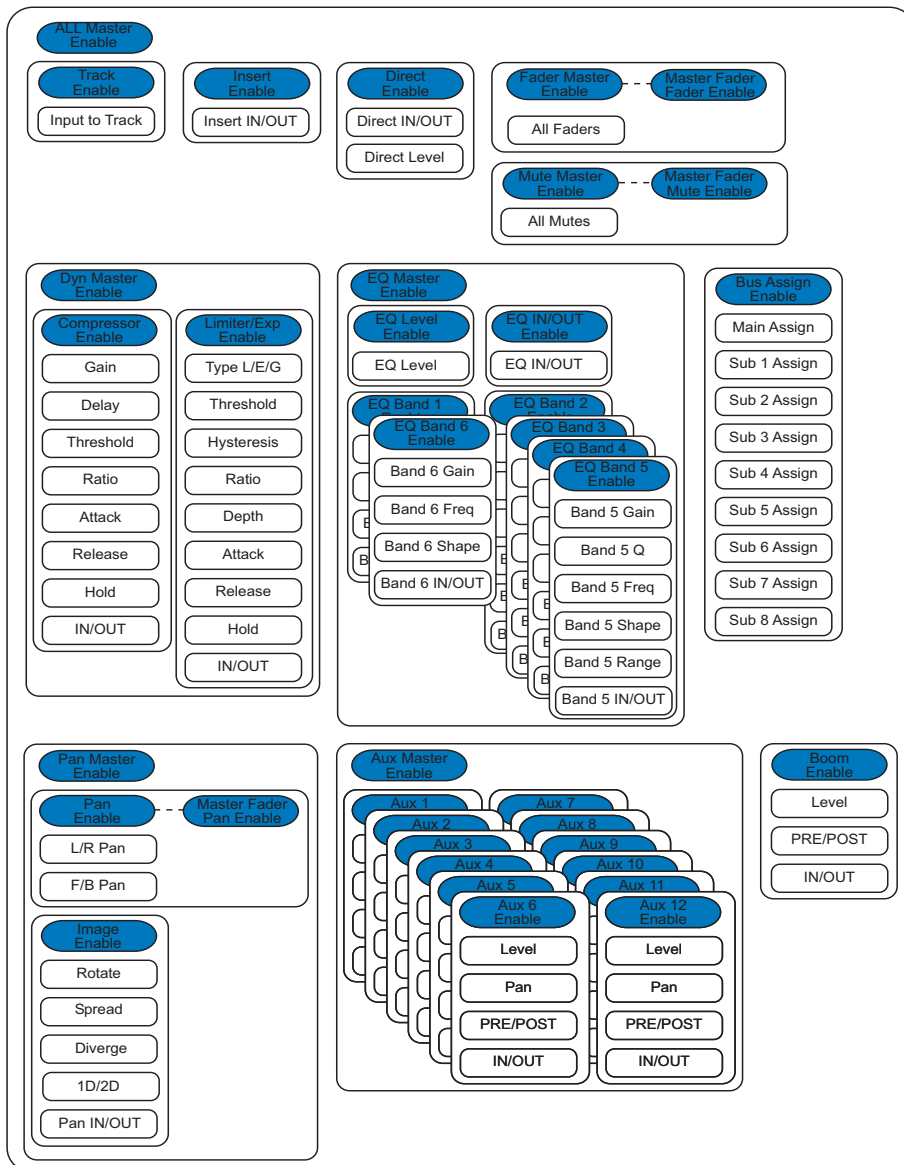 ALL Master
Enable
Track
Enable
Input to Track
Insert
Enable
Insert IN/OUT
Direct
Enable
Direct IN/OUT
Direct Level
Fader Master
Enable
Master Fader
Fader Enable
All Faders
Mute Master
Enable
Master Fader
Mute Enable
All Mutes
Dyn Master
Enable
Compressor
Enable
Gain
Delay
Threshold
Ratio
Attack
Release
Hold
IN/OUT
Limiter/Exp
Enable
Type L/E/G
Threshold
Hysteresis
Ratio
Depth
Attack
Release
Hold
IN/OUT
EQ Master
Enable
EQ Level
Enable
EQ Level
EQ IN/OUT
Enable
EQ IN/OUT
EQ Band 1
EQ Band 6
Enable
Band 6 Gain
Band 6 Freq
Band 6 Shape
Band 6 IN/OUT
EQ Band 2
EQ Band 3
EQ Band 4
EQ Band 5
Enable
Band 5 Gain
Band 5 Q
Band 5 Freq
Band 5 Shape
Band 5 Range
Band 5 IN/OUT
Bus Assign
Enable
Main Assign
Sub 1 Assign
Sub 2 Assign
Sub 3 Assign
Sub 4 Assign
Sub 5 Assign
Sub 6 Assign
Sub 7 Assign
Sub 8 Assign
Pan Master
Enable
Pan
Enable
Master Fader
Pan Enable
L/R Pan
F/B Pan
Image
Enable
Rotate
Spread
Diverge
1D/2D
Pan IN/OUT
Aux Master
Enable
Aux 1
Aux 2
Aux 3
Aux 4
Aux 5
Aux 6
Enable
Level
Pan
PRE/POST
IN/OUT
Aux 7
Aux 8
Aux 9
Aux 10
Aux 11
Aux 12
Enable
Level
Pan
PRE/POST
IN/OUT
Boom
Enable
Level
PRE/POST
IN/OUT